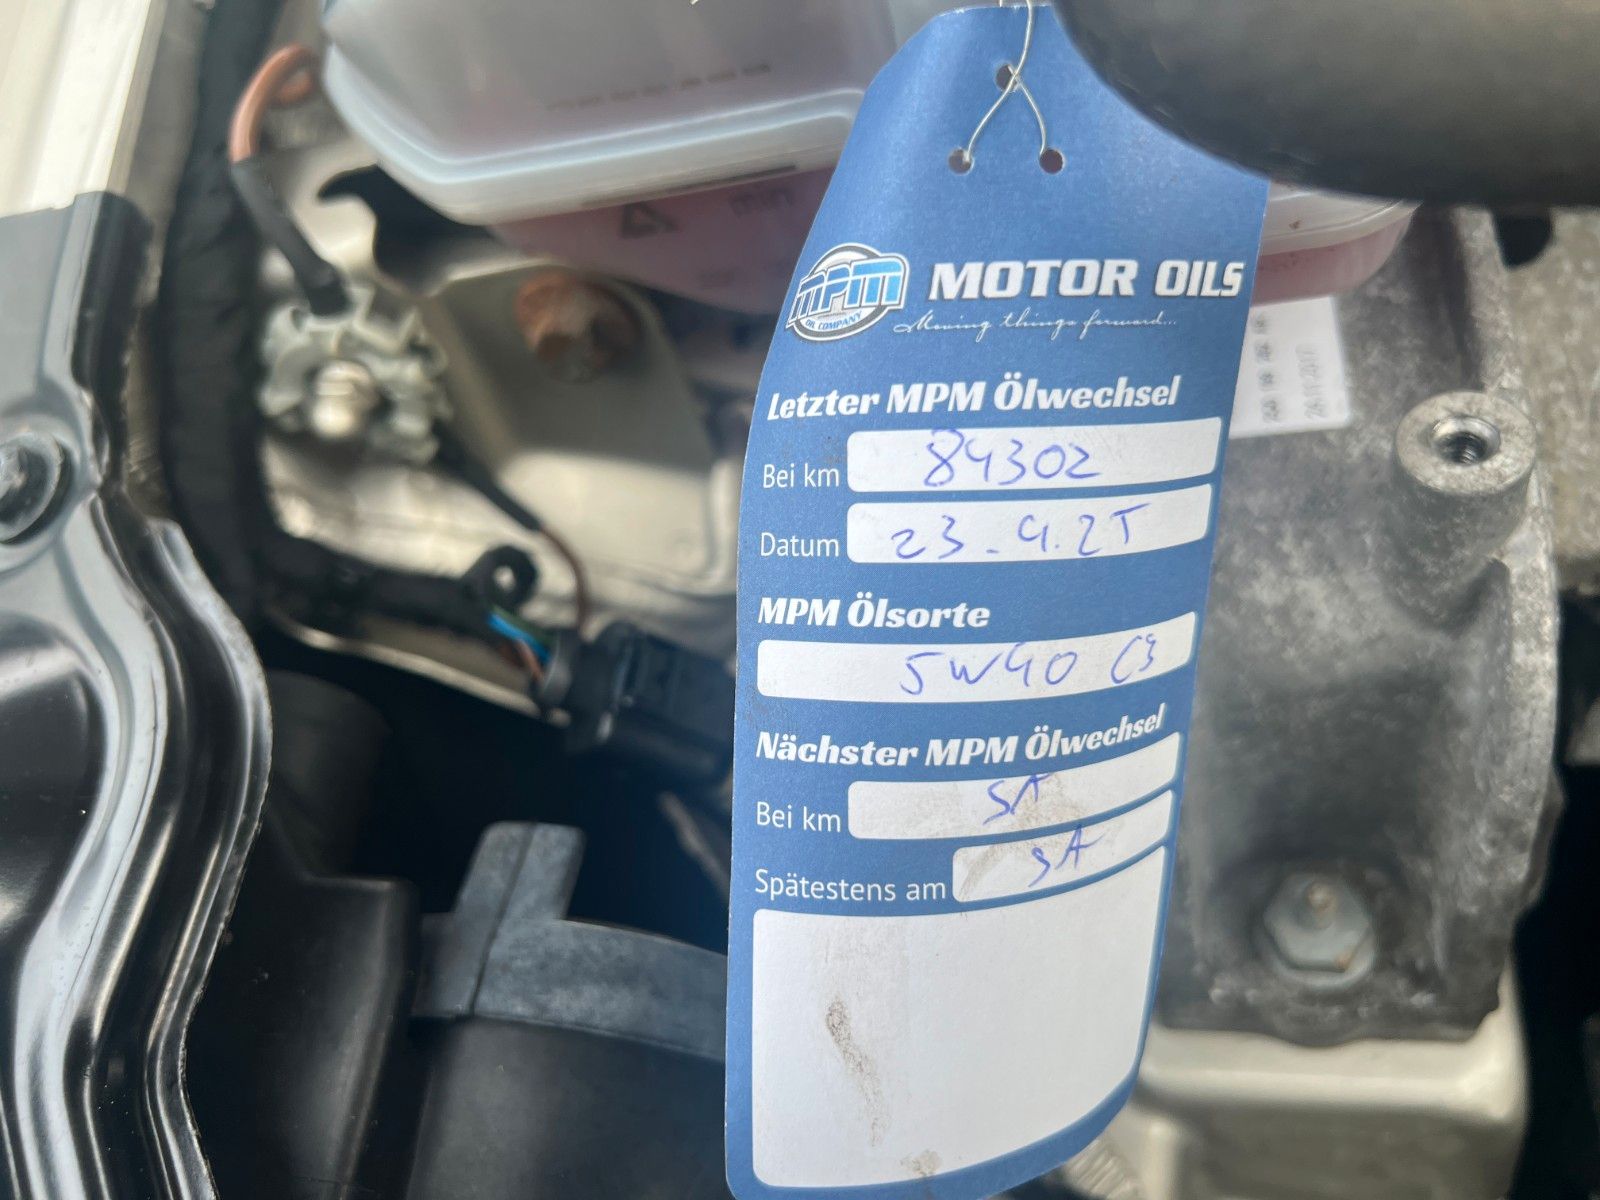 min
MPM
OIL COMPANY
MOTOR OILS
Moving things forward...
Letzter MPM Ölwechsel
Bei km 84302
Datum 23.4.25
MPM Ölsorte
5W40 C3
Nächster MPM Ölwechsel
Bei km SA
Spätestens am SA